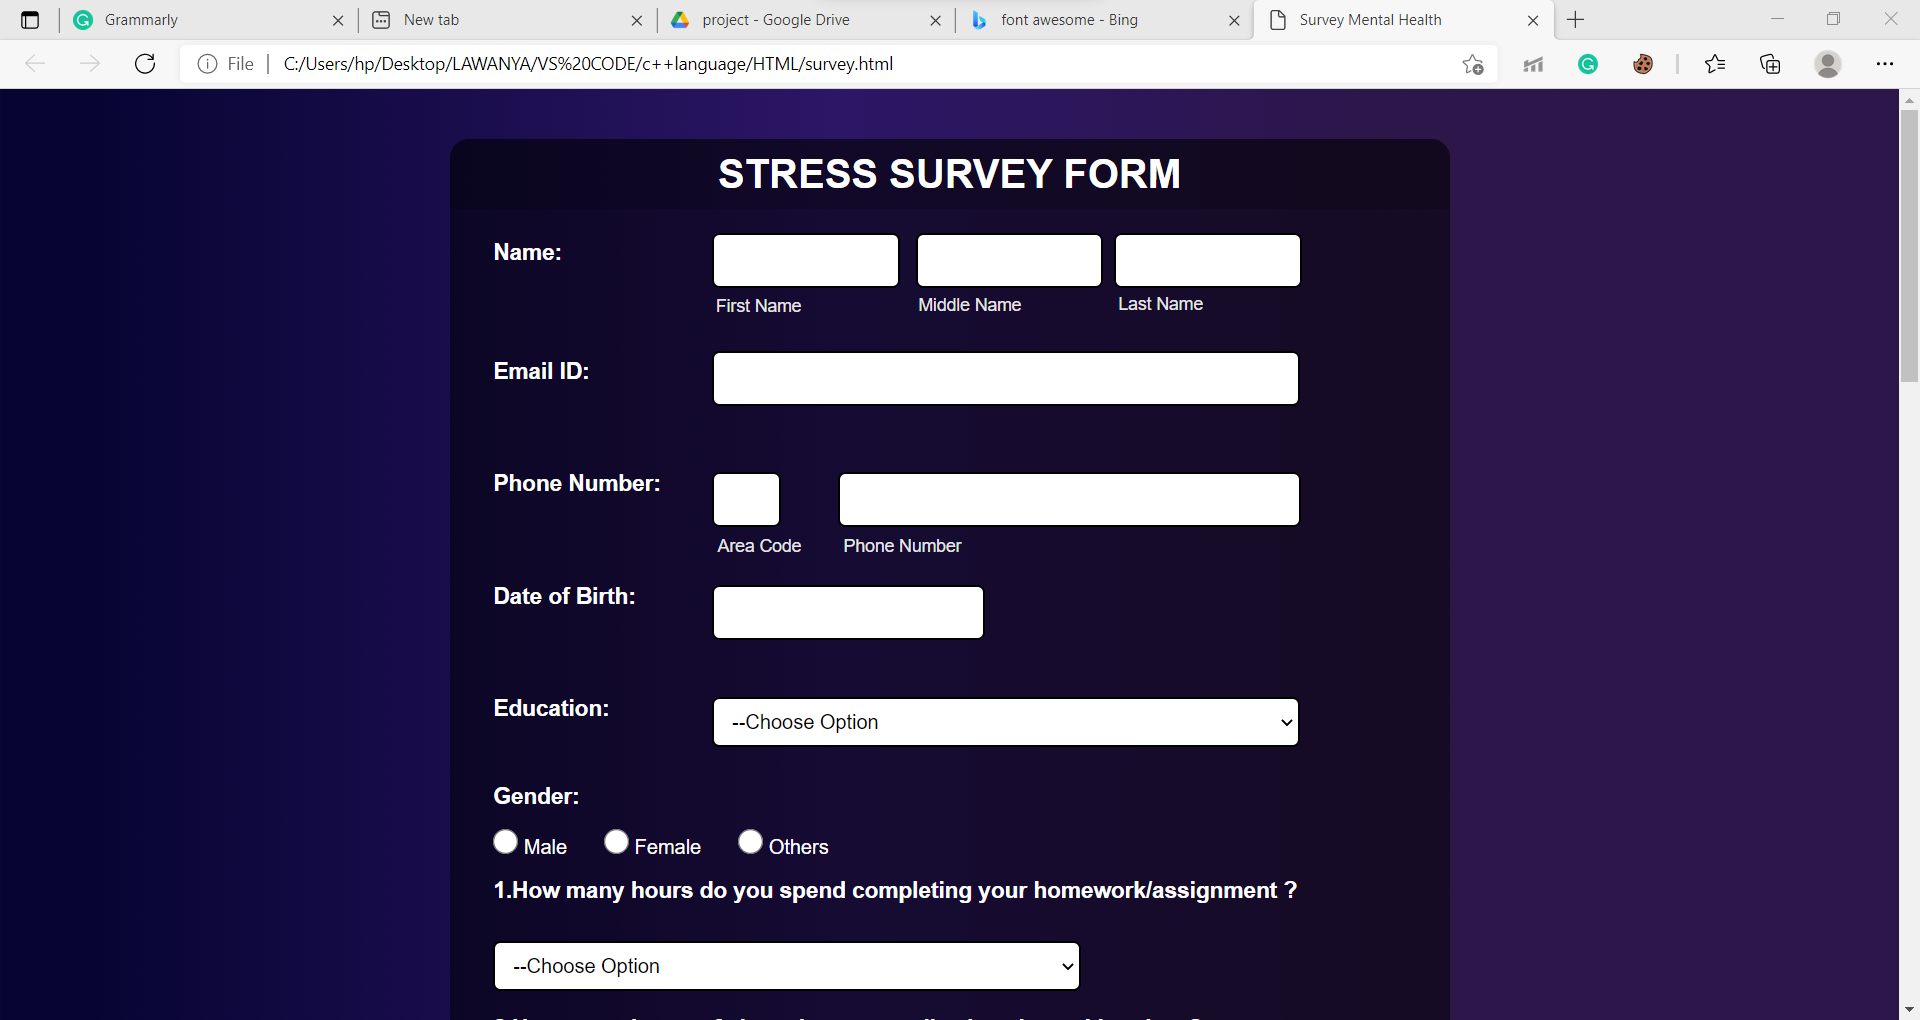 Grammarly
New tab
project - Google Drive
font awesome - Bing
Survey Mental Health
File C:/Users/hp/Desktop/LAWANYA/VS%20CODE/c++language/HTML/survey.html
STRESS SURVEY FORM
Name:
First Name Middle Name Last Name
Email ID:
Phone Number:
Area Code Phone Number
Date of Birth:
Education: --Choose Option
Gender:
Male Female Others
1.How many hours do you spend completing your homework/assignment ?
--Choose Option